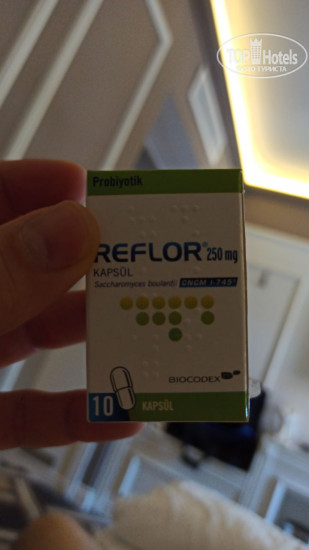 TOP Hotels
Probiyotik
REFLOR® 250 mg
KAPSÜL
Saccharomyces boulardii CNCM I-745®
BIOCODEX
10 KAPSÜL